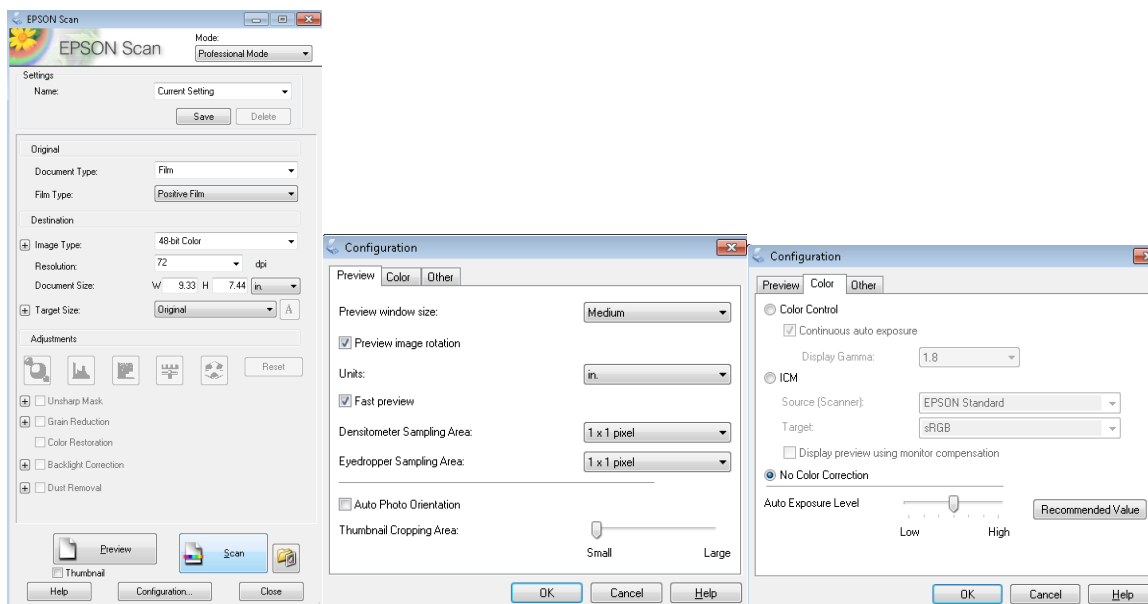 EPSON Scan
EPSON Scan
Mode:
Professional Mode
Settings
Name:
Current Setting
Save
Delete
Original
Document Type:
Film
Film Type:
Positive Film
Destination
Image Type:
48-bit Color
Resolution:
72
dpi
Document Size:
W 9.33 H 7.44 in.
Target Size:
Original
A
Adjustments
Reset
Unsharp Mask
Grain Reduction
Color Restoration
Backlight Correction
Dust Removal
Preview
Scan
Thumbnail
Help
Configuration...
Close
Configuration
Preview Color Other
Preview window size:
Medium
Preview image rotation
Units:
in.
Fast preview
Densitometer Sampling Area:
1 x 1 pixel
Eyedropper Sampling Area:
1 x 1 pixel
Auto Photo Orientation
Thumbnail Cropping Area:
Small Large
OK Cancel Help
Configuration
Preview Color Other
Color Control
Continuous auto exposure
Display Gamma:
1.8
ICM
Source (Scanner):
EPSON Standard
Target:
sRGB
Display preview using monitor compensation
No Color Correction
Auto Exposure Level
Recommended Value
Low High
OK Cancel Help